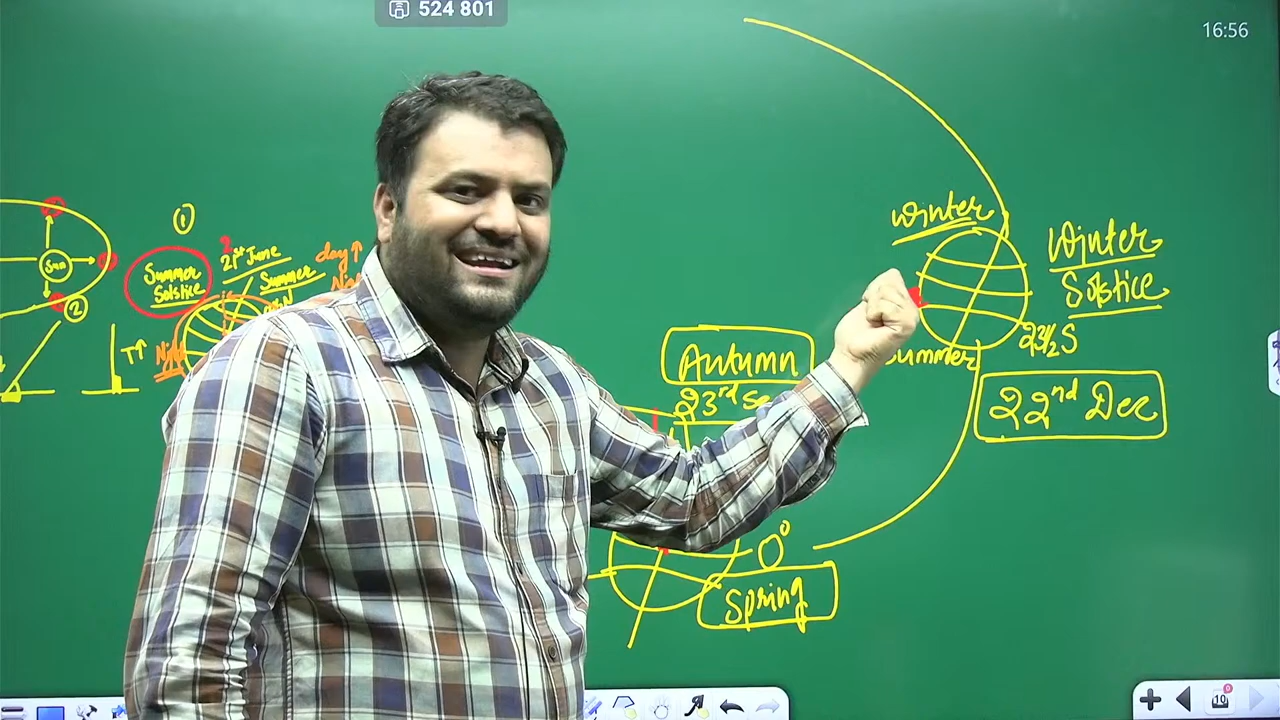 524 801
16:56
winter
Winter
Solstice
23½ S
Summer
22nd Dec
Autumn
23rd Se
0°
Spring
1
Summer
Solstice
21st June
Summer
day↑
N
Sun
2
T↑
10